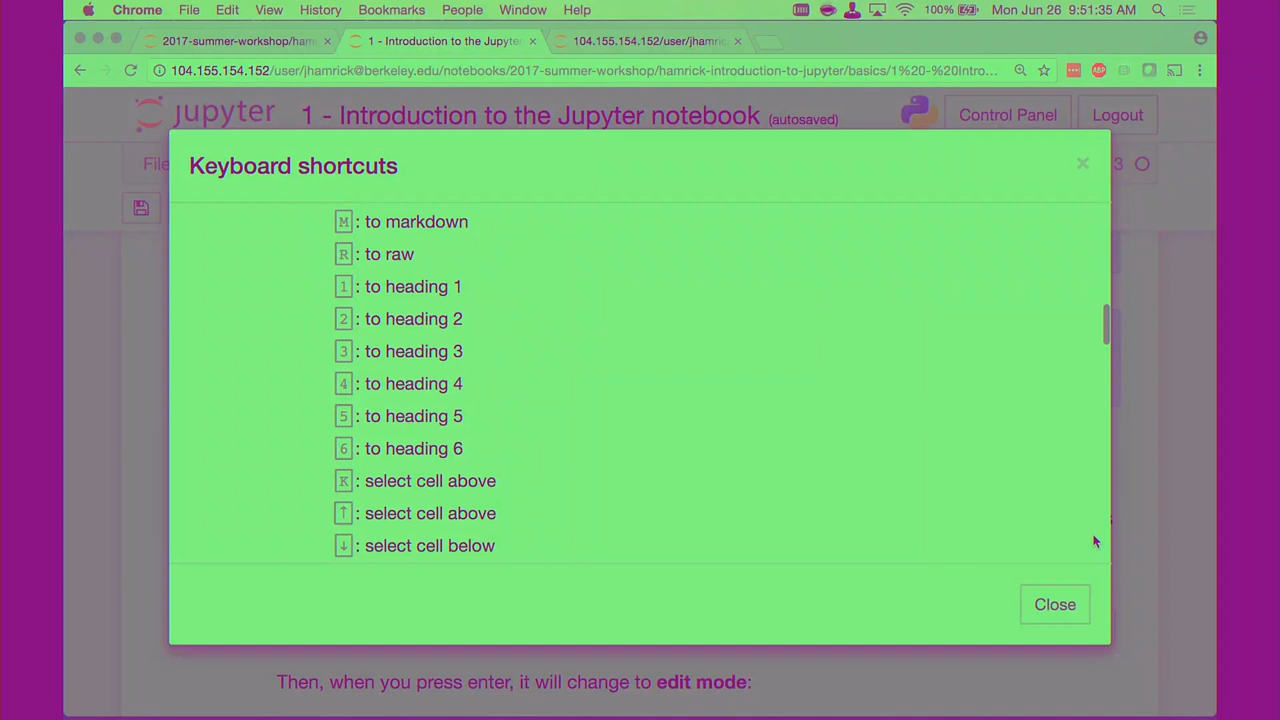 Chrome File Edit View History Bookmarks People Window Help 100% Mon Jun 26 9:51:35 AM
2017-summer-workshop/ham × 1 - Introduction to the Jupyter × 104.155.154.152/user/jhamric ×
104.155.154.152/user/jhamrick@berkeley.edu/notebooks/2017-summer-workshop/hamrick-introduction-to-jupyter/basics/1%20-%20Intro... ABP
jupyter 1 - Introduction to the Jupyter notebook (autosaved) Control Panel Logout
File 3
Keyboard shortcuts ×
M : to markdown
R : to raw
1 : to heading 1
2 : to heading 2
3 : to heading 3
4 : to heading 4
5 : to heading 5
6 : to heading 6
K : select cell above
↑ : select cell above
↓ : select cell below
Close
Then, when you press enter, it will change to edit mode: